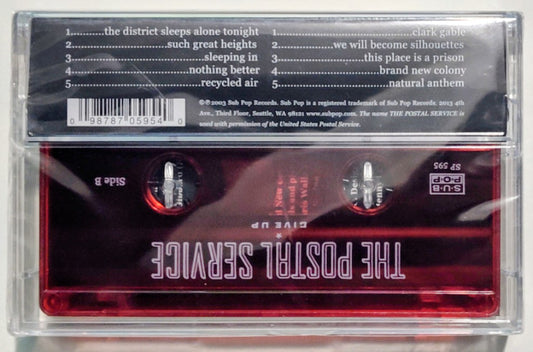 1..............the district sleeps alone tonight
2..............................such great heights
3...........................................sleeping in
4.......................................nothing better
5..........................................recycled air
1............................................clark gable
2.................we will become silhouettes
3..............................this place is a prison
4...............................brand new colony
5......................................natural anthem
©℗2003 Sub Pop Records. Sub Pop is a registered trademark of Sub Pop Records. 2013 4th
Ave., Third Floor, Seattle, WA 98121 www.subpop.com. The name THE POSTAL SERVICE is
used with permission of the United States Postal Service.
0 98787 05954 0
THE POSTAL SERVICE
GIVE UP
Side B
SUB
POP
SP 595